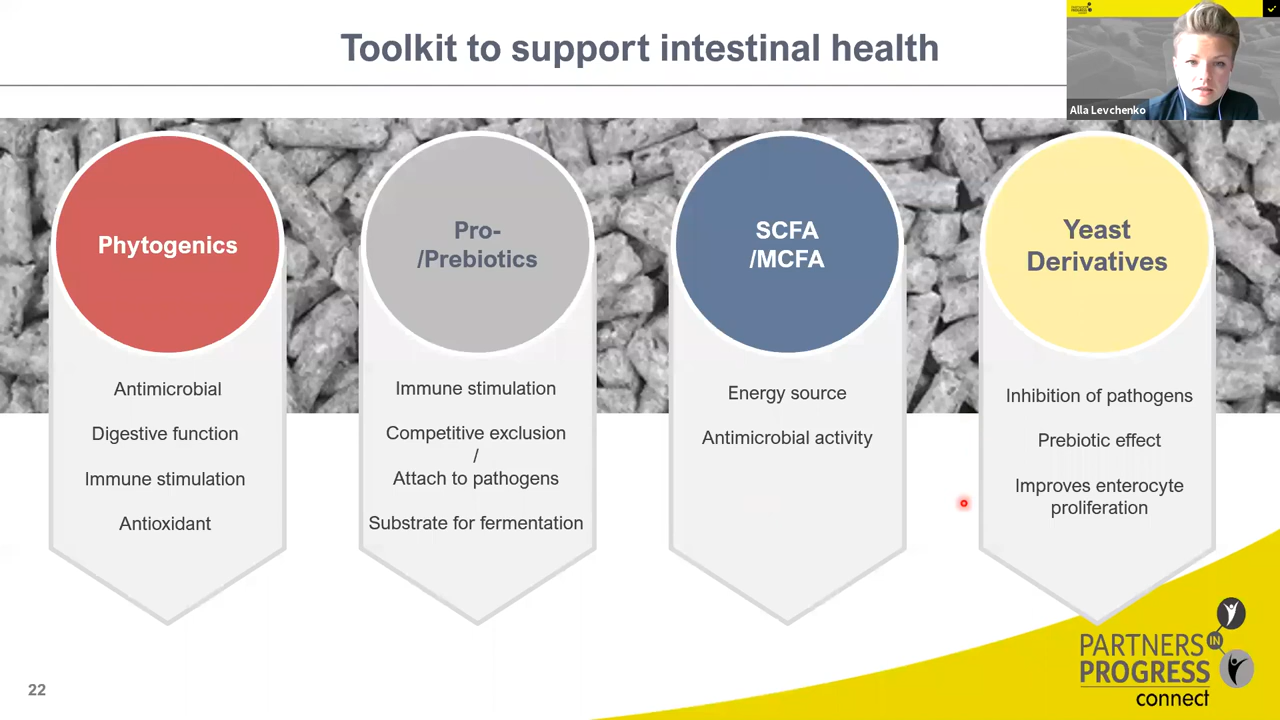 Toolkit to support intestinal health
Alla Levchenko
Phytogenics
Antimicrobial
Digestive function
Immune stimulation
Antioxidant
Pro-
/Prebiotics
Immune stimulation
Competitive exclusion
/
Attach to pathogens
Substrate for fermentation
SCFA
/MCFA
Energy source
Antimicrobial activity
Yeast
Derivatives
Inhibition of pathogens
Prebiotic effect
Improves enterocyte
proliferation
22
PARTNERS
IN
PROGRESS
connect